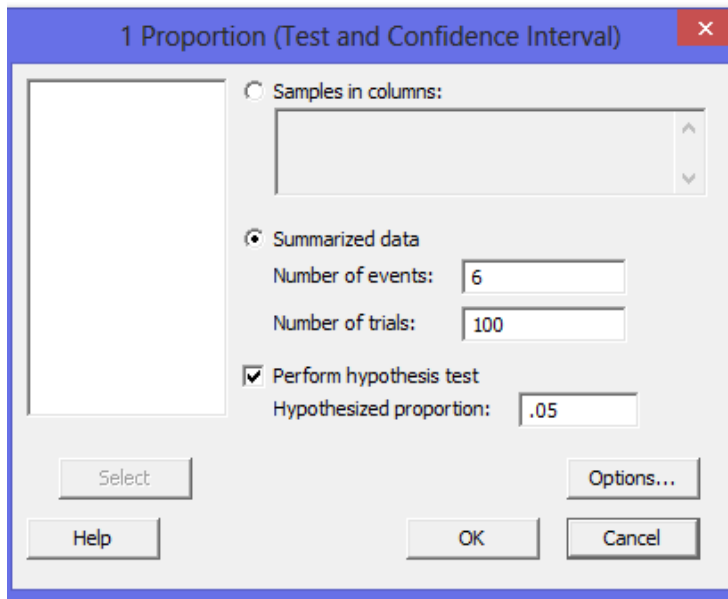 1 Proportion (Test and Confidence Interval)
Samples in columns:
Summarized data
Number of events: 6
Number of trials: 100
Perform hypothesis test
Hypothesized proportion: .05
Select
Options...
Help
OK
Cancel